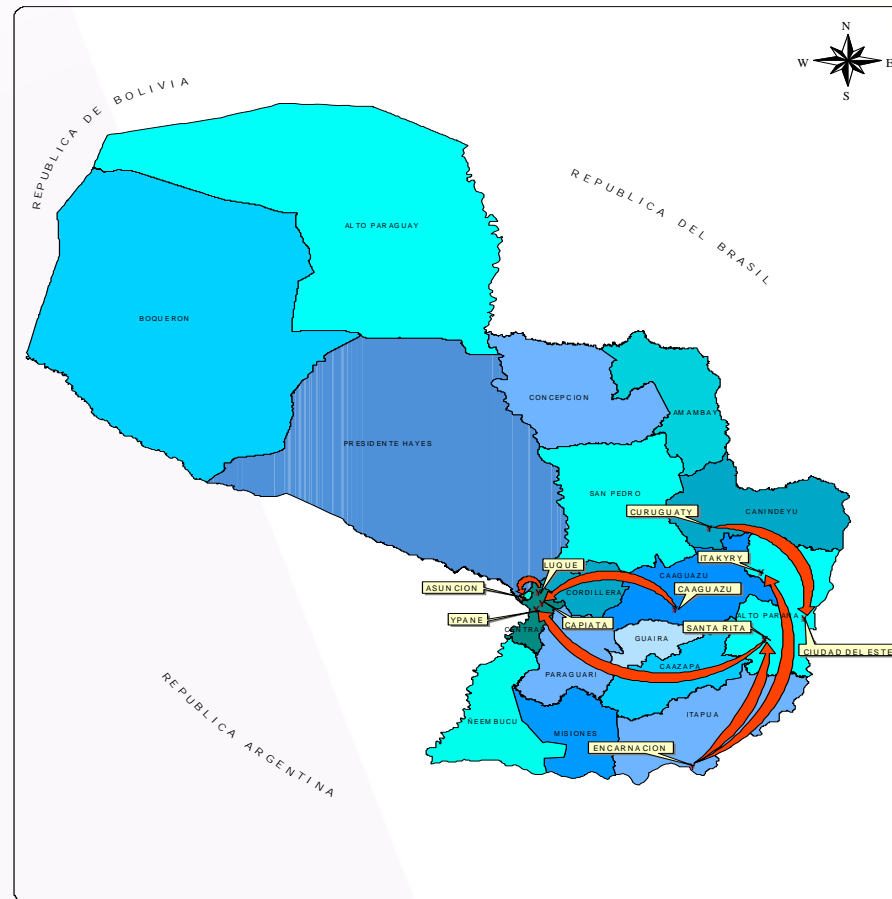 N
W E
S
REPUBLICA DE BOLIVIA
REPUBLICA DEL BRASIL
ALTO PARAGUAY
BOQUERON
CONCEPCION
AMAMBAY
PRESIDENTE HAYES
SAN PEDRO
CURUGUATY
CANINDEYU
ITAKYRY
LUQUE
CAAGUAZU
ASUNCION
CORDILLERA
CAAGUAZU
ALTO PARANA
YPANE
CAPIATA
SANTA RITA
CENTRAL
GUAIRA
CIUDAD DEL ESTE
CAAZAPA
PARAGUARI
ITAPUA
ÑEEMBUCU
MISIONES
ENCARNACION
REPUBLICA ARGENTINA